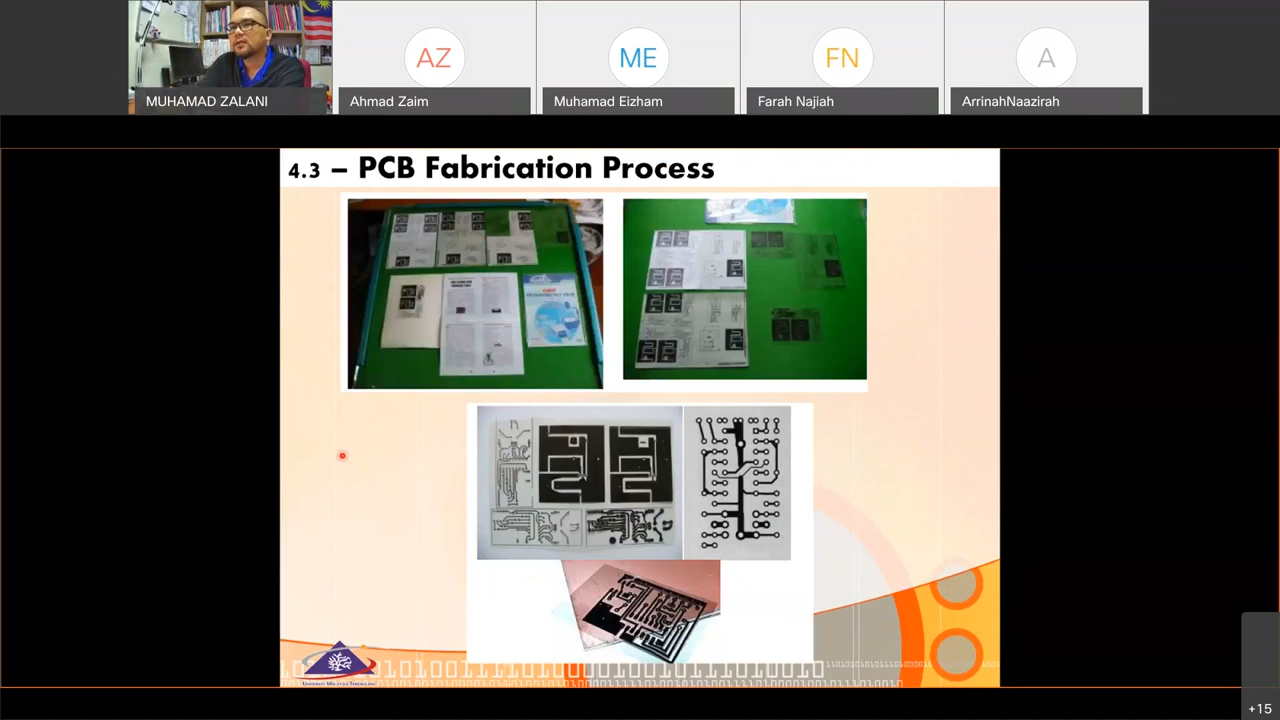 AZ
ME
FN
A
MUHAMAD ZALANI
Ahmad Zaim
Muhamad Eizham
Farah Najiah
ArrinahNaazirah
4.3 – PCB Fabrication Process
+15